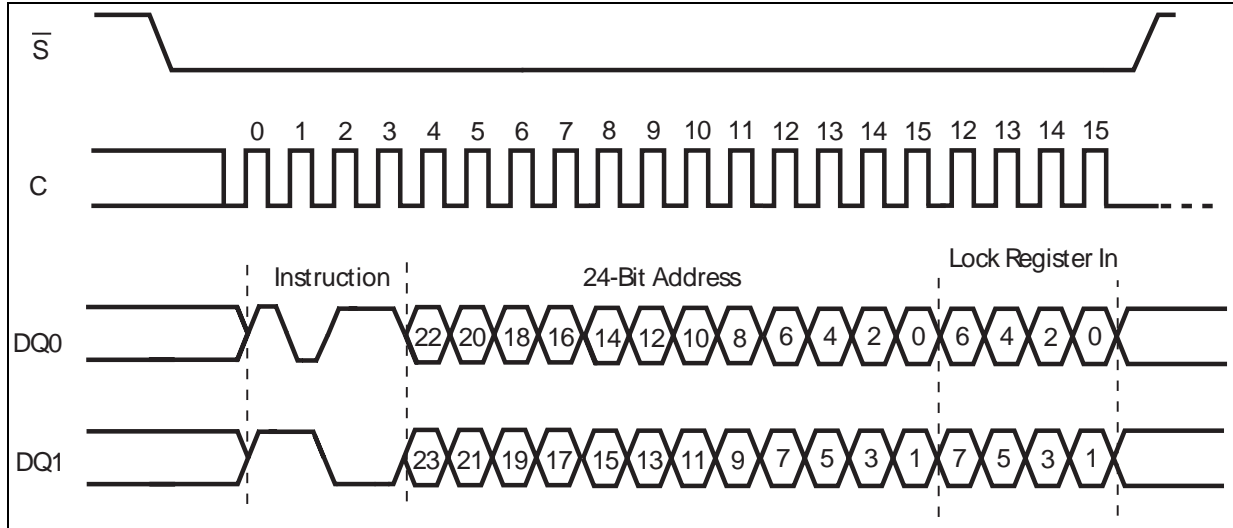 S
0 1 2 3 4 5 6 7 8 9 10 11 12 13 14 15 12 13 14 15
C
Instruction 24-Bit Address Lock Register In
DQ0 22 20 18 16 14 12 10 8 6 4 2 0 6 4 2 0
DQ1 23 21 19 17 15 13 11 9 7 5 3 1 7 5 3 1